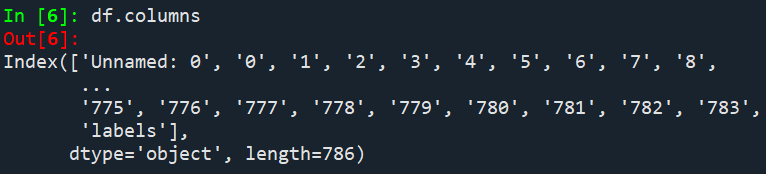 In [6]: df.columns
Out[6]:
Index(['Unnamed: 0', '0', '1', '2', '3', '4', '5', '6', '7', '8',
...
'775', '776', '777', '778', '779', '780', '781', '782', '783',
'labels'],
dtype='object', length=786)